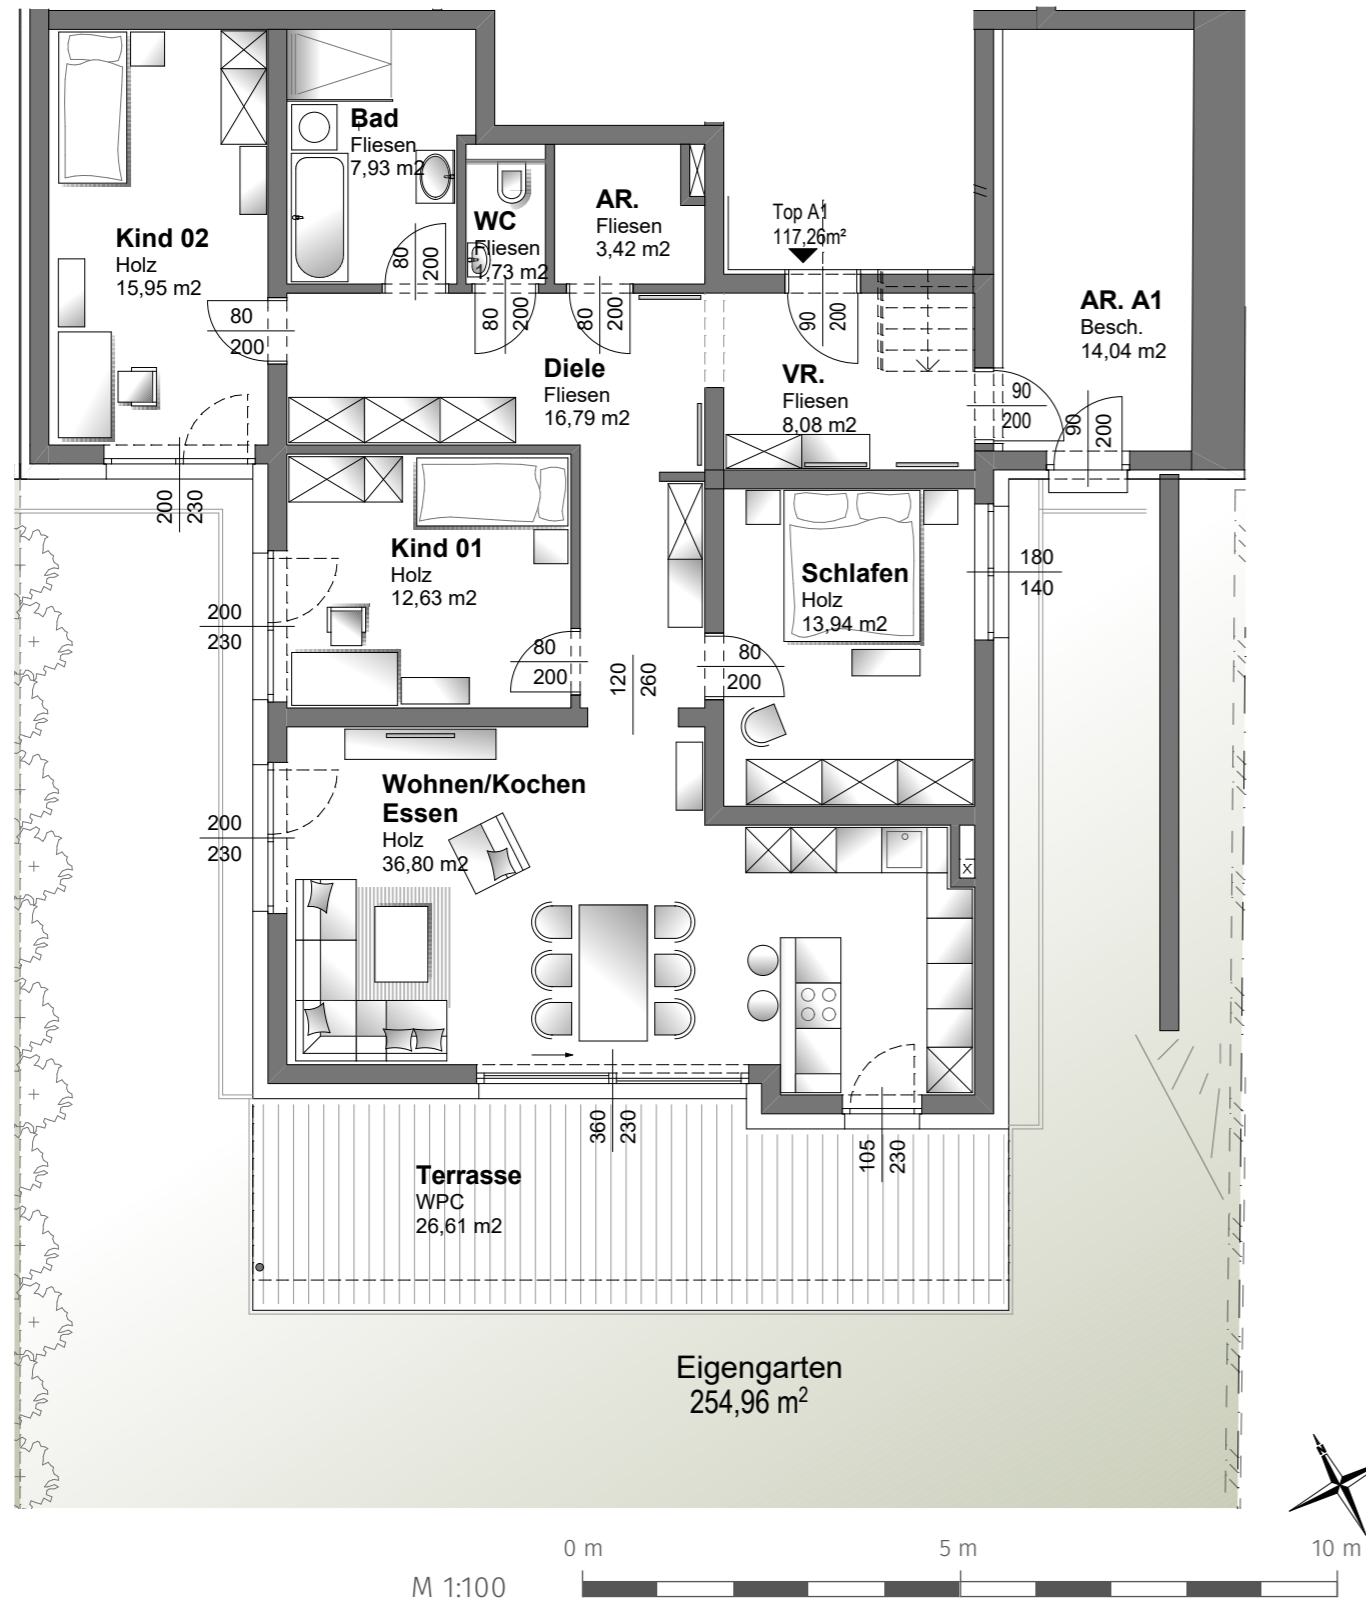 Bad
Fliesen
7,93 m2
WC
Fliesen
1,73 m2
AR.
Fliesen
3,42 m2
Top A1
117,26m²
Kind 02
Holz
15,95 m2
80
200
80
200
80
200
80
200
90
200
AR. A1
Besch.
14,04 m2
Diele
Fliesen
16,79 m2
VR.
Fliesen
8,08 m2
90
200
90
200
200
230
Kind 01
Holz
12,63 m2
Schlafen
Holz
13,94 m2
180
140
200
230
80
200
120
260
80
200
Wohnen/Kochen
Essen
Holz
36,80 m2
200
230
x
360
230
105
230
Terrasse
WPC
26,61 m2
Eigengarten
254,96 m²
N
0 m
5 m
10 m
M 1:100